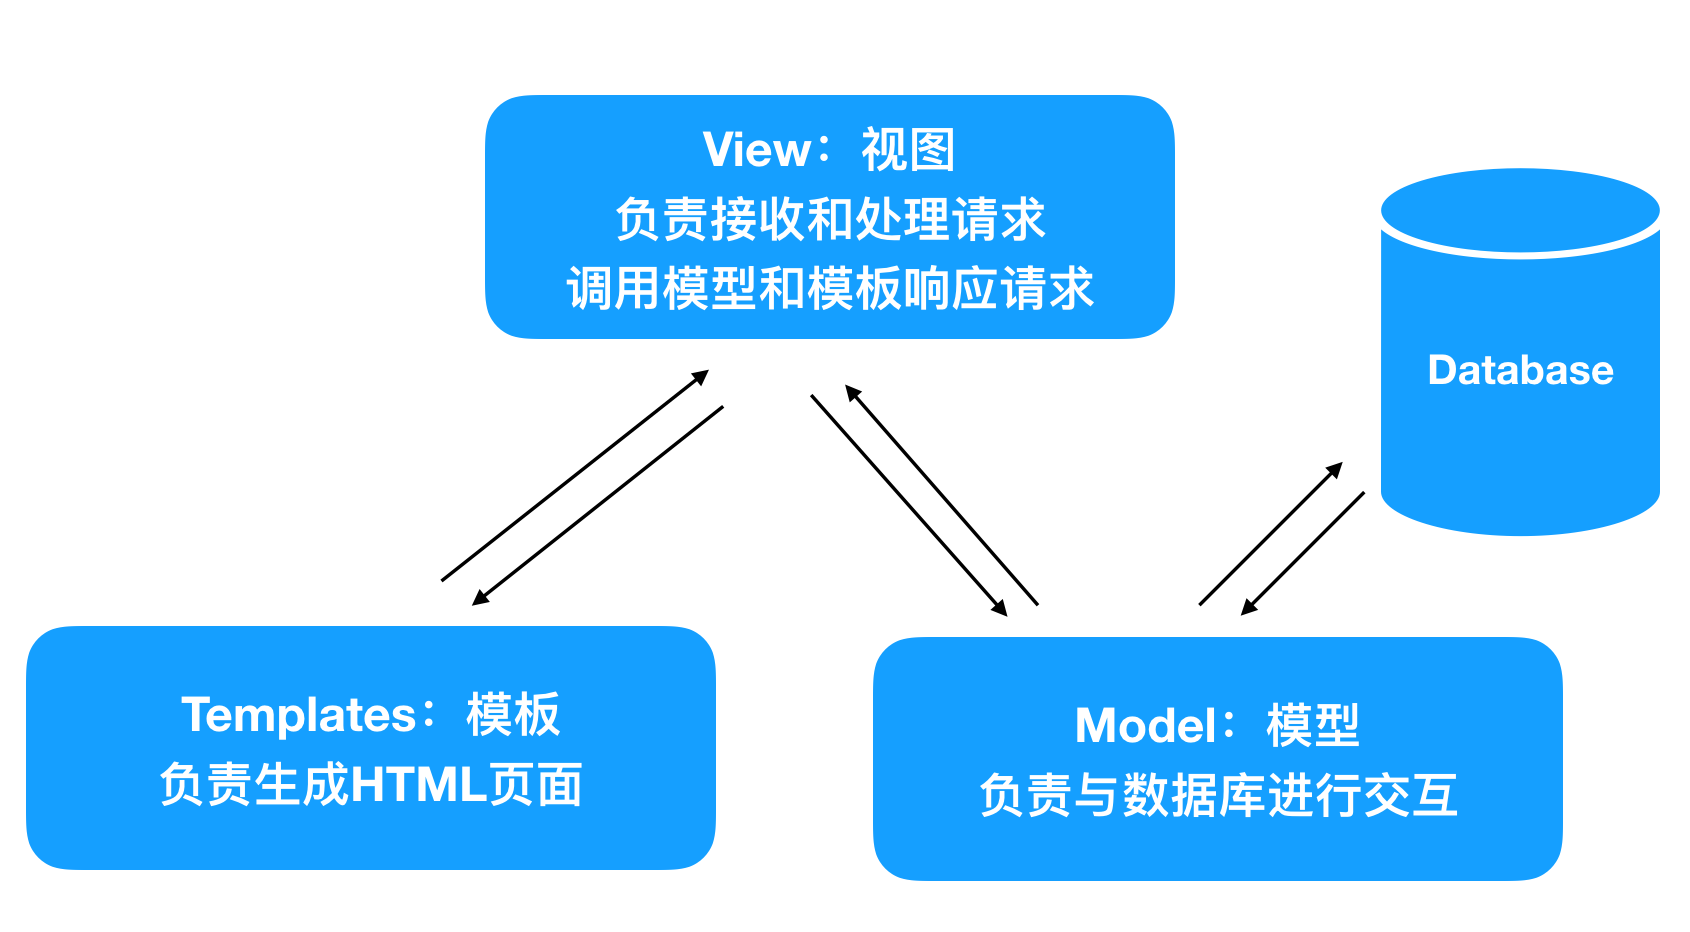 View：视图
负责接收和处理请求
调用模型和模板响应请求
Database
Templates：模板
负责生成HTML页面
Model：模型
负责与数据库进行交互